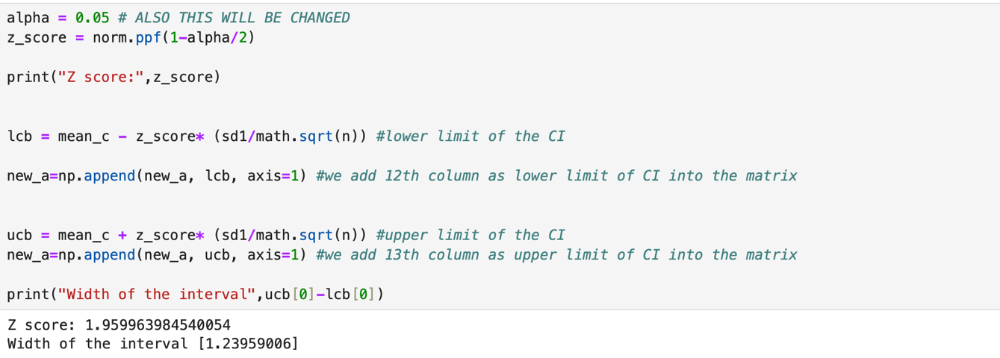 alpha = 0.05 # ALSO THIS WILL BE CHANGED
z_score = norm.ppf(1-alpha/2)
print("Z score:",z_score)
lcb = mean_c - z_score* (sd1/math.sqrt(n)) #lower limit of the CI
new_a=np.append(new_a, lcb, axis=1) #we add 12th column as lower limit of CI into the matrix
ucb = mean_c + z_score* (sd1/math.sqrt(n)) #upper limit of the CI
new_a=np.append(new_a, ucb, axis=1) #we add 13th column as upper limit of CI into the matrix
print("Width of the interval",ucb[0]-lcb[0])
Z score: 1.959963984540054
Width of the interval [1.23959006]